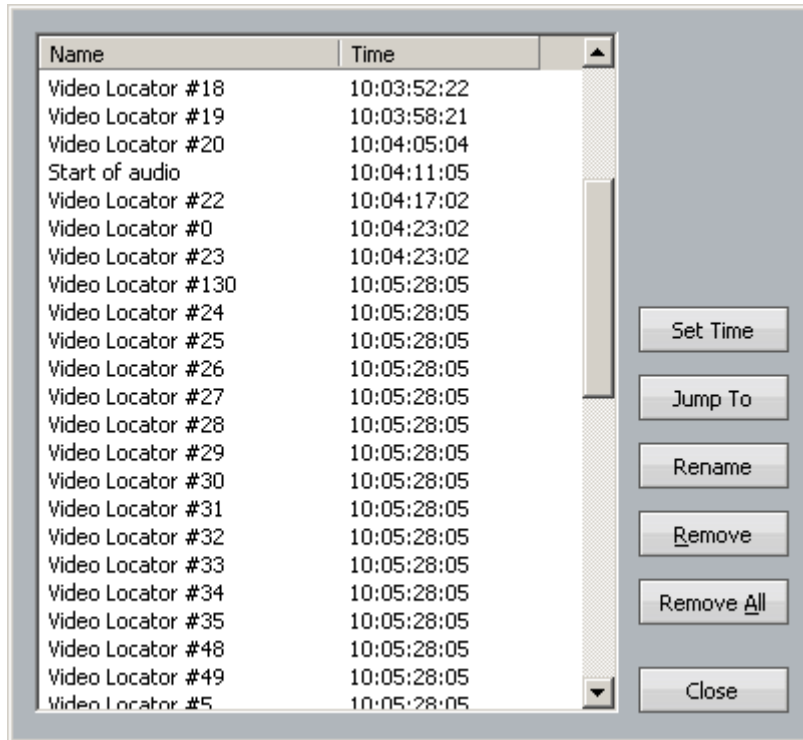 Name Time
Video Locator #18 10:03:52:22
Video Locator #19 10:03:58:21
Video Locator #20 10:04:05:04
Start of audio 10:04:11:05
Video Locator #22 10:04:17:02
Video Locator #0 10:04:23:02
Video Locator #23 10:04:23:02
Video Locator #130 10:05:28:05
Video Locator #24 10:05:28:05
Video Locator #25 10:05:28:05
Video Locator #26 10:05:28:05
Video Locator #27 10:05:28:05
Video Locator #28 10:05:28:05
Video Locator #29 10:05:28:05
Video Locator #30 10:05:28:05
Video Locator #31 10:05:28:05
Video Locator #32 10:05:28:05
Video Locator #33 10:05:28:05
Video Locator #34 10:05:28:05
Video Locator #35 10:05:28:05
Video Locator #48 10:05:28:05
Video Locator #49 10:05:28:05
Video Locator #5 10:05:28:05
Set Time
Jump To
Rename
Remove
Remove All
Close